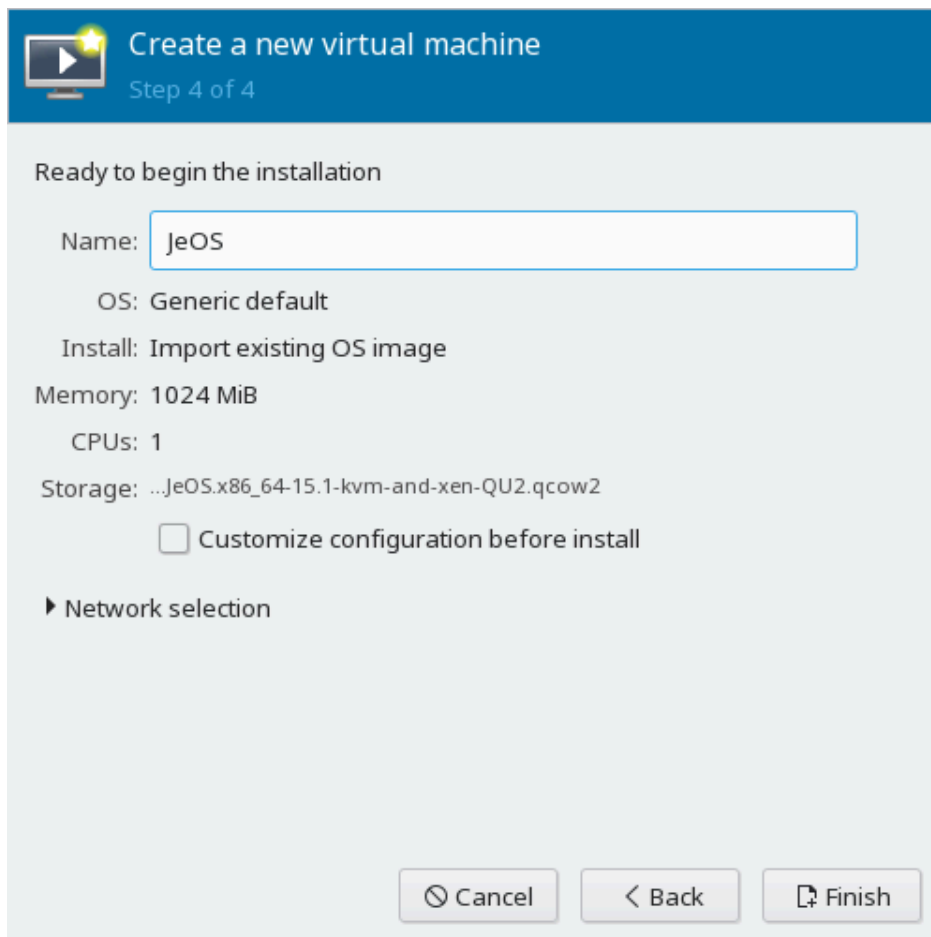 Create a new virtual machine
Step 4 of 4
Ready to begin the installation
Name: JeOS
OS: Generic default
Install: Import existing OS image
Memory: 1024 MiB
CPUs: 1
Storage: ...JeOS.x86_64-15.1-kvm-and-xen-QU2.qcow2
Customize configuration before install
Network selection
Cancel Back Finish